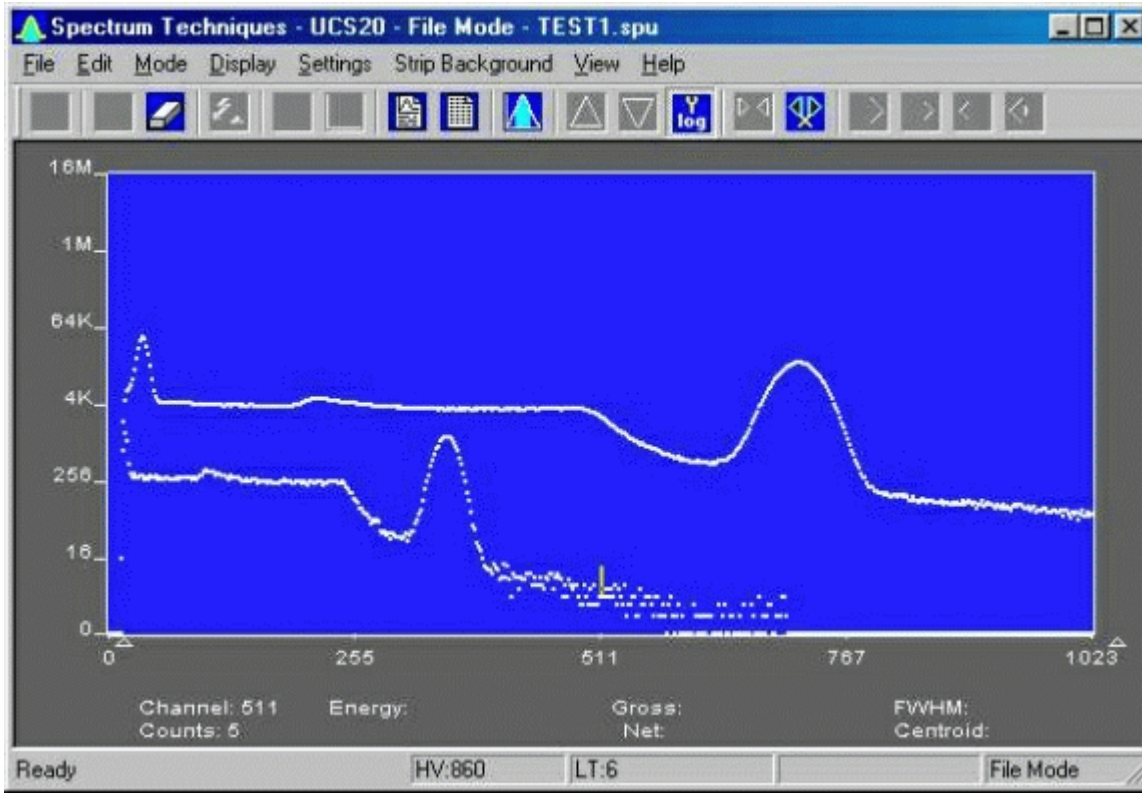 Spectrum Techniques - UCS20 - File Mode - TEST1.spu
File Edit Mode Display Settings Strip Background View Help
Y log
16M
1M
64K
4K
256
16
0
0 255 511 767 1023
Channel: 511 Energy: Gross: FWHM:
Counts: 5 Net: Centroid:
Ready HV:860 LT:6 File Mode